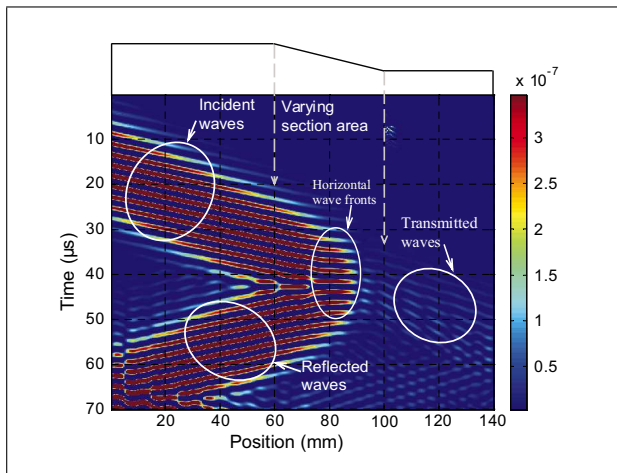 x 10⁻⁷
Incident
waves
Varying
section area
Horizontal
wave fronts
Transmitted
waves
Reflected
waves
10
20
30
40
50
60
70
Time (µs)
20
40
60
80
100
120
140
Position (mm)
3
2.5
2
1.5
1
0.5